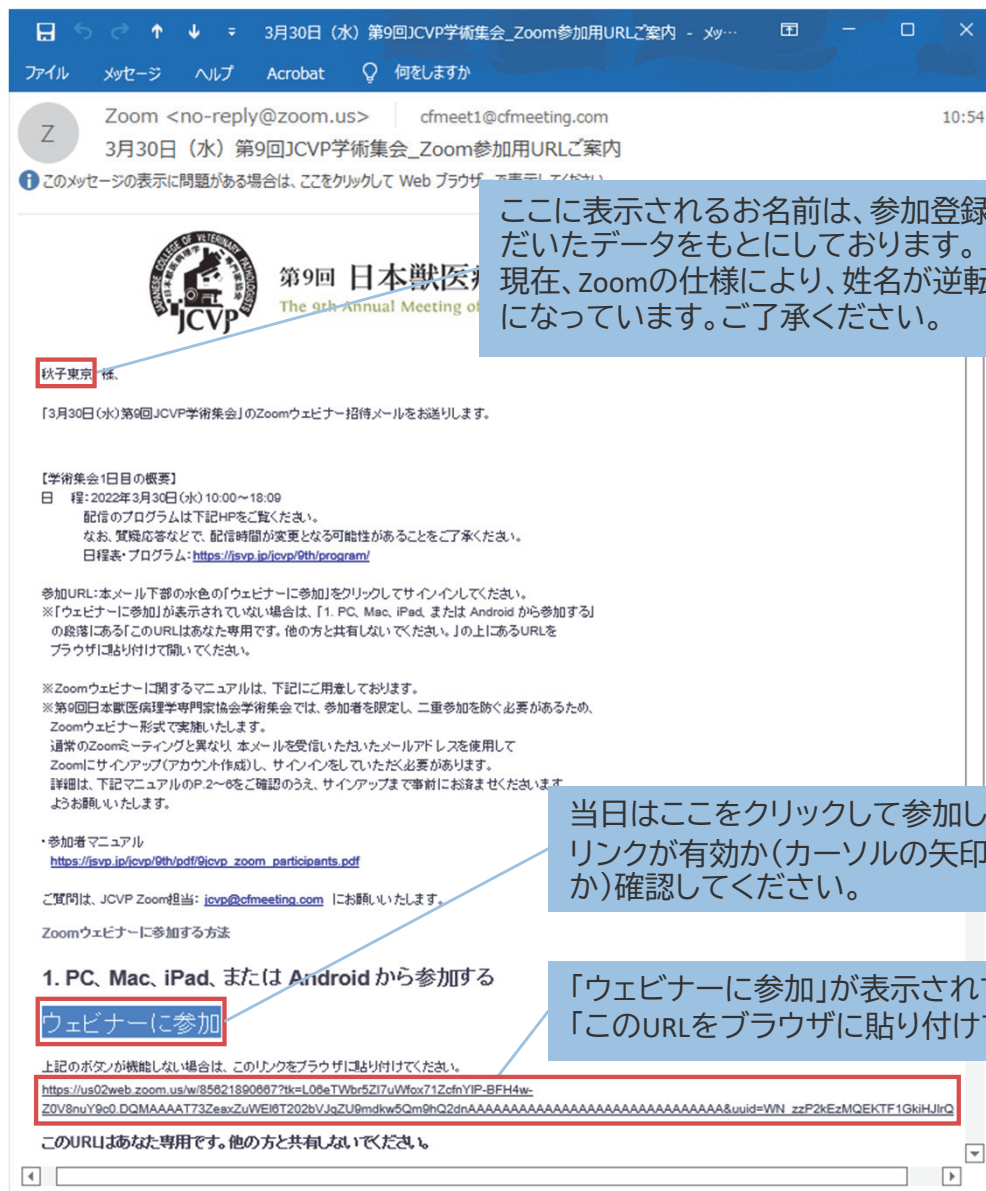 3月30日（水）第9回JCVP学術集会_Zoom参加用URLご案内 - メッ…
ファイル メッセージ ヘルプ Acrobat 何をしますか
Z
Zoom <no-reply@zoom.us> cfmeet1@cfmeeting.com 10:54
3月30日（水）第9回JCVP学術集会_Zoom参加用URLご案内
このメッセージの表示に問題がある場合は、ここをクリックして Web ブラウザーで表示してください。
ここに表示されるお名前は、参加登録
だいたデータをもとにしております。
現在、Zoomの仕様により、姓名が逆転
になっています。ご了承ください。
JAPANESE COLLEGE OF VETERINARY PATHOLOGISTS
JCVP
第9回 日本獣医
The 9th Annual Meeting of
秋子東京 様、
「3月30日(水)第9回JCVP学術集会」のZoomウェビナー招待メールをお送りします。
【学術集会1日目の概要】
日　程：2022年3月30日(水)10:00～18:09
配信のプログラムは下記HPをご覧ください。
なお、質疑応答などで、配信時間が変更となる可能性があることをご了承ください。
日程表・プログラム：https://jsvp.jp/jcvp/9th/program/
参加URL：本メール下部の水色の「ウェビナーに参加」をクリックしてサインインしてください。
※「ウェビナーに参加」が表示されていない場合は、「1. PC, Mac, iPad, または Android から参加する」
の段落にある「このURLはあなた専用です。他の方と共有しないでください。」の上にあるURLを
ブラウザに貼り付けて開いてください。
※Zoomウェビナーに関するマニュアルは、下記にご用意しております。
※第9回日本獣医病理学専門家協会学術集会では、参加者を限定し、二重参加を防ぐ必要があるため、
Zoomウェビナー形式で実施いたします。
通常のZoomミーティングと異なり、本メールを受信いただいたメールアドレスを使用して
Zoomにサインアップ(アカウント作成)し、サインインをしていただく必要があります。
詳細は、下記マニュアルのP.2～6をご確認のうえ、サインアップまで事前にお済ませくださいます
ようお願いいたします。
当日はここをクリックして参加し
リンクが有効か（カーソルの矢印
か）確認してください。
・参加者マニュアル
https://jsvp.jp/jcvp/9th/pdf/9jcvp_zoom_participants.pdf
ご質問は、JCVP Zoom担当： jcvp@cfmeeting.com にお願いいたします。
Zoomウェビナーに参加する方法
1. PC、Mac、iPad、または Android から参加する
「ウェビナーに参加」が表示されて
「このURLをブラウザに貼り付けて
ウェビナーに参加
上記のボタンが機能しない場合は、このリンクをブラウザに貼り付けてください。
https://us02web.zoom.us/w/85621890667?tk=L06eTWbr5Zl7uWfox71ZcfnYlP-BFH4w-
Z0V8nuY9c0.DQMAAAAT73ZeaxZuWEl6T202bVJqZU9mdkw5Qm9hQ2dnAAAAAAAAAAAAAAAAAAAAAAAAAAAAAA&uuid=WN_zzP2kEzMQEKTF1GkiHJlrQ
このURLはあなた専用です。他の方と共有しないでください。